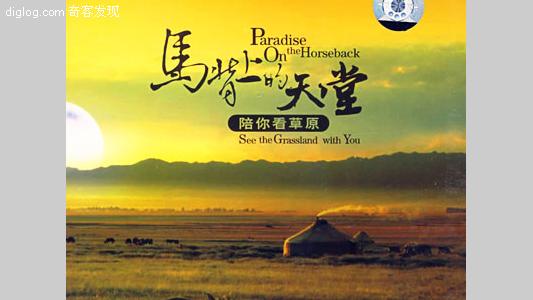 diglog.com 奇客发现
Paradise
On the Horseback
馬背上的天堂
陪你看草原
See the Grassland with You